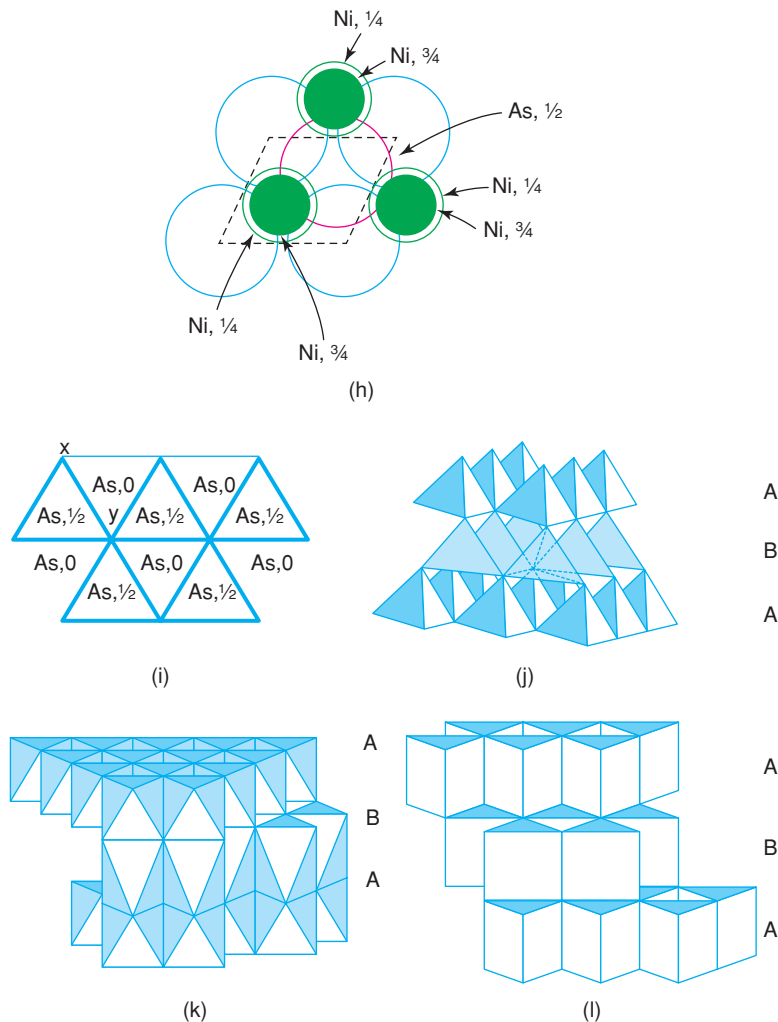 Ni, ¼
Ni, ¾
As, ½
Ni, ¼
Ni, ¾
Ni, ¼
Ni, ¾
(h)
x
As,0 As,0
y
As,½ As,½ As,½
As,0 As,0 As,0
As,½ As,½
(i)
A
B
A
(j)
A
B
A
(k)
A
B
A
(l)